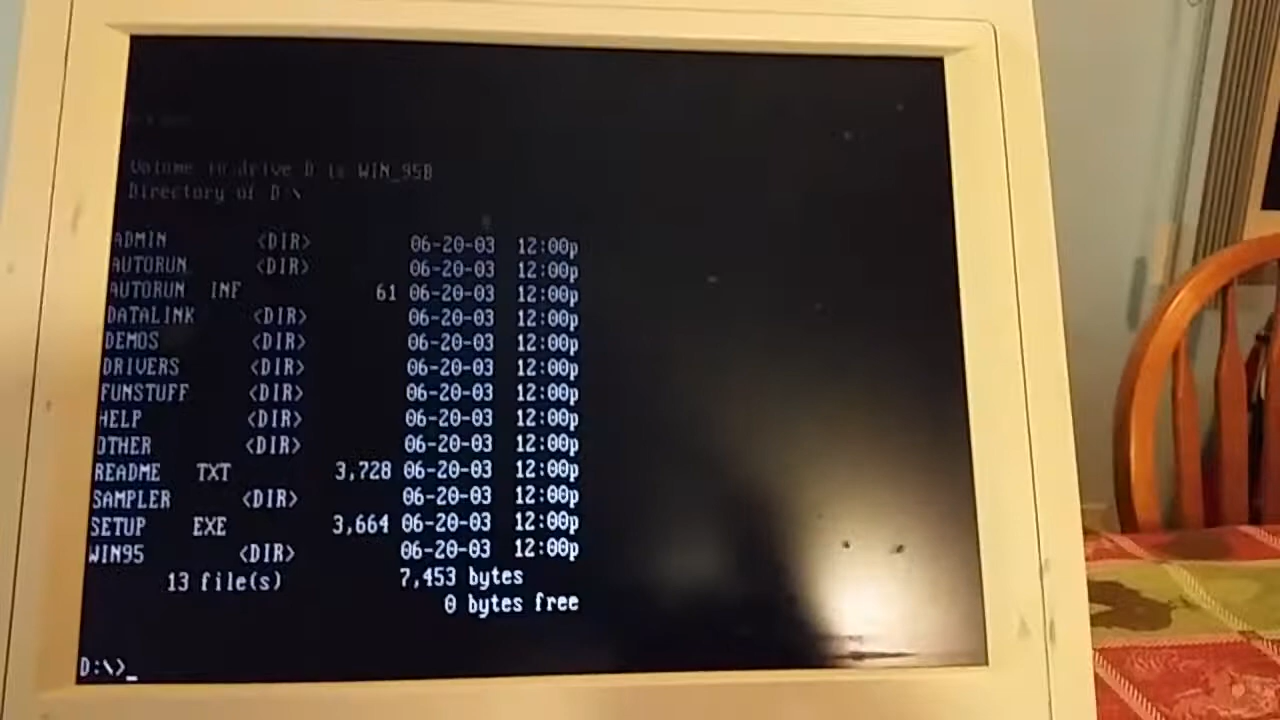 Volume in drive D is WIN_95B
Directory of D:\
ADMIN <DIR> 06-20-03 12:00p
AUTORUN <DIR> 06-20-03 12:00p
AUTORUN INF 61 06-20-03 12:00p
DATALINK <DIR> 06-20-03 12:00p
DEMOS <DIR> 06-20-03 12:00p
DRIVERS <DIR> 06-20-03 12:00p
FUNSTUFF <DIR> 06-20-03 12:00p
HELP <DIR> 06-20-03 12:00p
OTHER <DIR> 06-20-03 12:00p
README TXT 3,728 06-20-03 12:00p
SAMPLER <DIR> 06-20-03 12:00p
SETUP EXE 3,664 06-20-03 12:00p
WIN95 <DIR> 06-20-03 12:00p
13 file(s) 7,453 bytes
0 bytes free
D:\>_